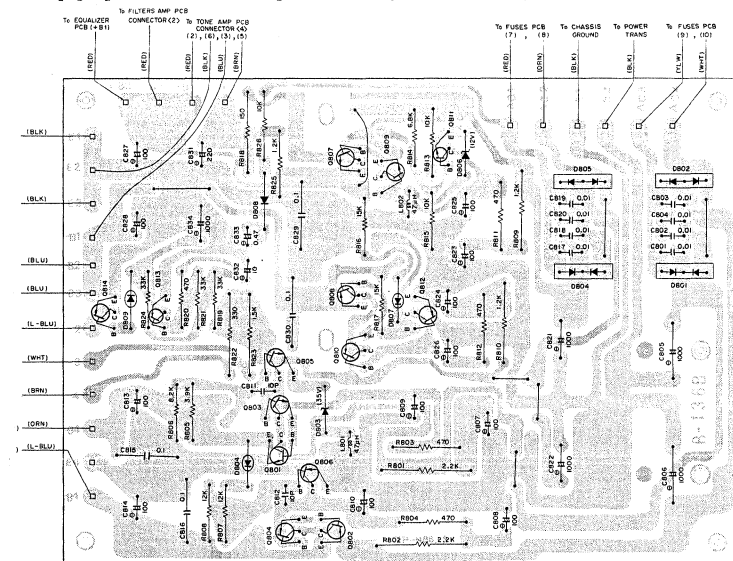 To EQUALIZER
PCB (+B1)
To FILTERS AMP PCB
CONNECTOR (2)
To TONE AMP PCB
CONNECTOR (4)
(2), (6), (3), (5)
To FUSES PCB
(7) , (8)
To CHASSIS
GROUND
To POWER
TRANS
To FUSES PCB
(9) , (10)
(RED)
(RED)
(RED)
(BLK)
(BLU)
(BRN)
(RED)
(ORN)
(BLK)
(BLK)
(YLW)
(WHT)
(BLK)
(BLK)
(BLU)
(BLU)
(L-BLU)
(WHT)
(BRN)
(ORN)
(L-BLU)
C827 100
C831 220
R818 150
R826 10K
R825 1.2K
Q807
Q809
R814 6.8K
R813 10K
Q811
D806 (12V)
D805
D802
C828 100
C834 1000
C833 0.47
D808
C829 0.1
R816 15K
L802 47μH
R815 10K
C825 100
R811 470
R809 1.2K
C819 0.01
C820 0.01
C818 0.01
C817 0.01
C803 0.01
C804 0.01
C802 0.01
C801 0.01
C832 10
C823 100
D804
D801
Q814
D809
R824 33K
Q813
R820 470
R821 33K
R819 33K
R822 330
R823 1.5K
C830 0.1
Q808
R817 15K
D807
Q812
C824 100
R812 470
R810 1.2K
C826 100
C821 1000
C805 1000
Q805
C811 10P
Q803
D803 (35V)
C813 100
R806 8.2K
R805 3.9K
C809 100
C807 100
C815 0.1
D804
Q801
L801 47μH
R803 470
R801 2.2K
Q806
C822 1000
C806 1000
B-136B
C814 100
C816 0.1
R808 12K
R807 12K
C812 10P
C810 100
Q804
Q802
R804 470
R802 2.2K
C808 100